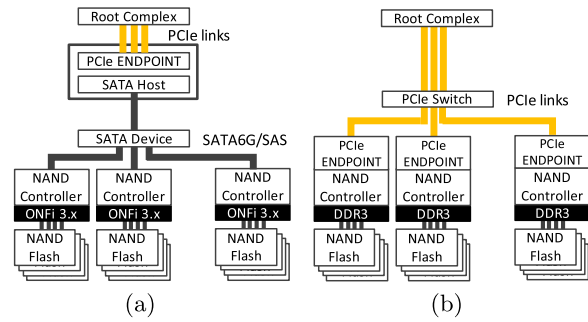 Root Complex
PCIe links
PCIe ENDPOINT
SATA Host
SATA Device
SATA6G/SAS
NAND
Controller
ONFi 3.x
NAND
Flash
NAND
Controller
ONFi 3.x
NAND
Flash
NAND
Controller
ONFi 3.x
NAND
Flash
(a)
Root Complex
PCIe Switch
PCIe links
PCIe
ENDPOINT
NAND
Controller
DDR3
NAND
Flash
PCIe
ENDPOINT
NAND
Controller
DDR3
NAND
Flash
PCIe
ENDPOINT
NAND
Controller
DDR3
NAND
Flash
(b)